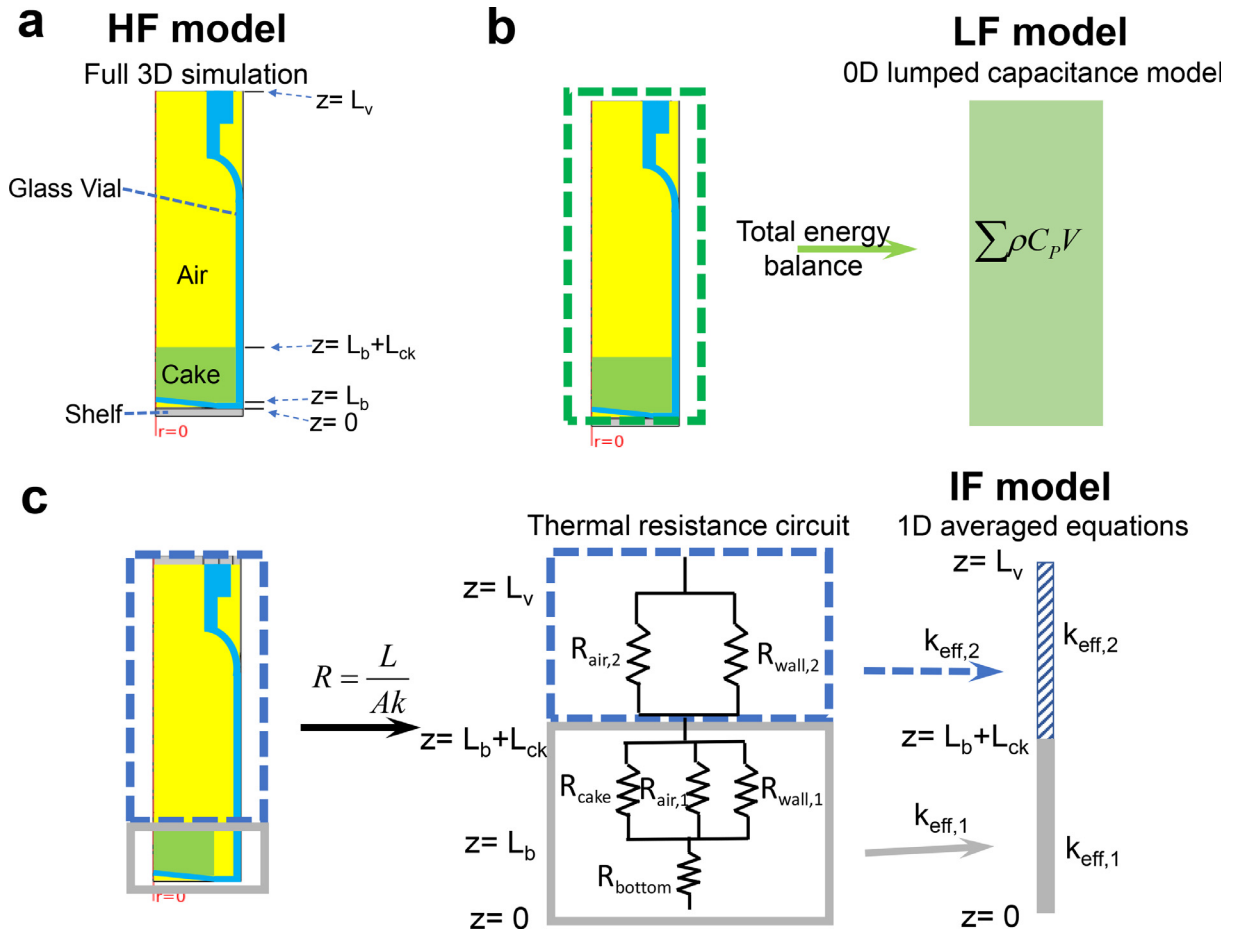 a
HF model
Full 3D simulation
z= L_v
Glass Vial
Air
z= L_b+L_ck
Cake
z= L_b
Shelf
z= 0
r=0
b
LF model
0D lumped capacitance model
Total energy
balance
∑ρC_P V
r=0
c
IF model
Thermal resistance circuit
1D averaged equations
R = L/Ak
r=0
z= L_v
R_air,2
R_wall,2
z= L_b+L_ck
R_cake
R_air,1
R_wall,1
z= L_b
R_bottom
z= 0
k_eff,2
k_eff,1
z= L_v
k_eff,2
z= L_b+L_ck
k_eff,1
z= 0